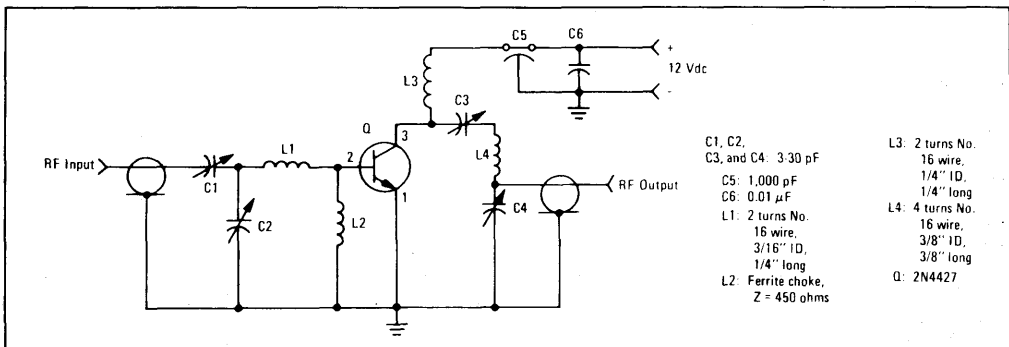 C5
C6
+
12 Vdc
-
L3
C3
Q
3
L4
RF Input
L1
2
RF Output
C1
1
C4
C2
L2
C1, C2,
C3, and C4: 3-30 pF
C5: 1,000 pF
C6: 0.01 μF
L1: 2 turns No.
16 wire,
3/16" ID,
1/4" long
L2: Ferrite choke,
Z = 450 ohms
L3: 2 turns No.
16 wire,
1/4" ID,
1/4" long
L4: 4 turns No.
16 wire,
3/8" ID,
3/8" long
Q: 2N4427